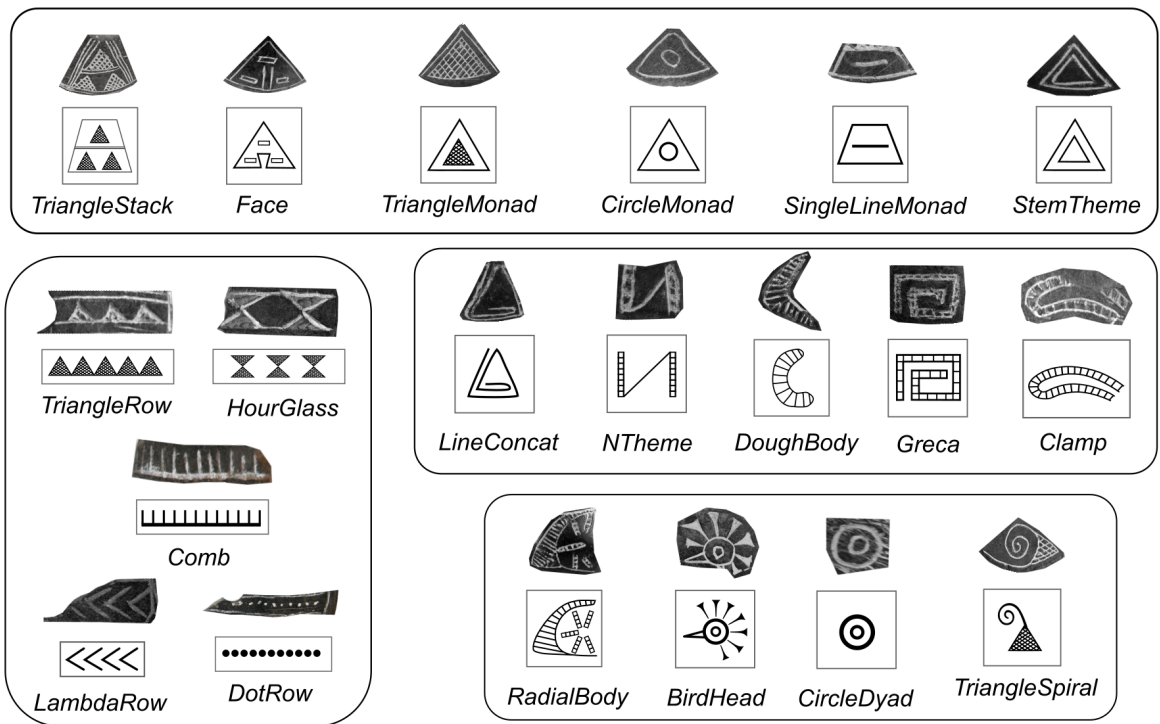 TriangleStack
Face
TriangleMonad
CircleMonad
SingleLineMonad
StemTheme
TriangleRow
HourGlass
Comb
LambdaRow
DotRow
LineConcat
NTheme
DoughBody
Greca
Clamp
RadialBody
BirdHead
CircleDyad
TriangleSpiral